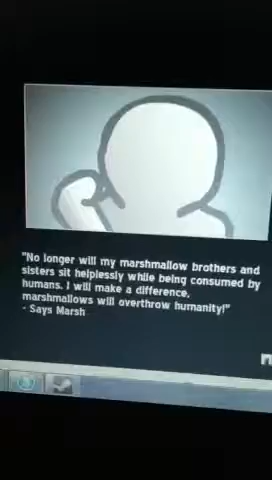 "No longer will my marshmallow brothers and
sisters sit helplessly while being consumed by
humans. I will make a difference,
marshmallows will overthrow humanity!"
- Says Marsh